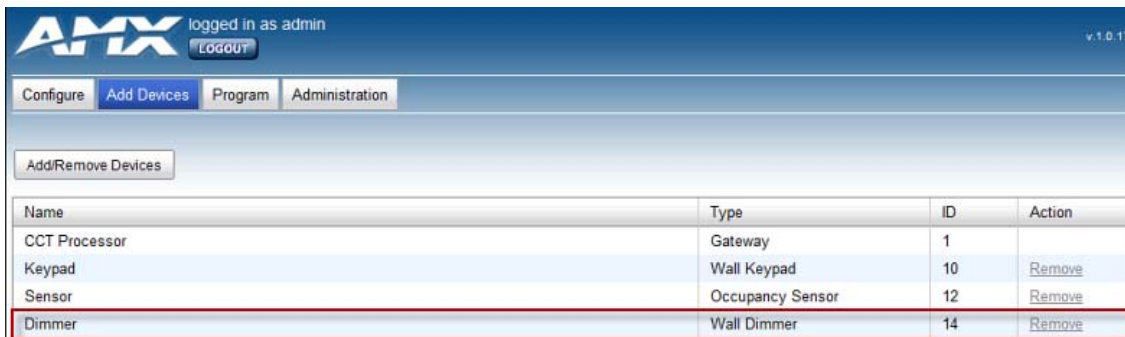 AMX logged in as admin
LOGOUT
v.1.0.17
Configure Add Devices Program Administration
Add/Remove Devices
Name Type ID Action
CCT Processor Gateway 1
Keypad Wall Keypad 10 Remove
Sensor Occupancy Sensor 12 Remove
Dimmer Wall Dimmer 14 Remove